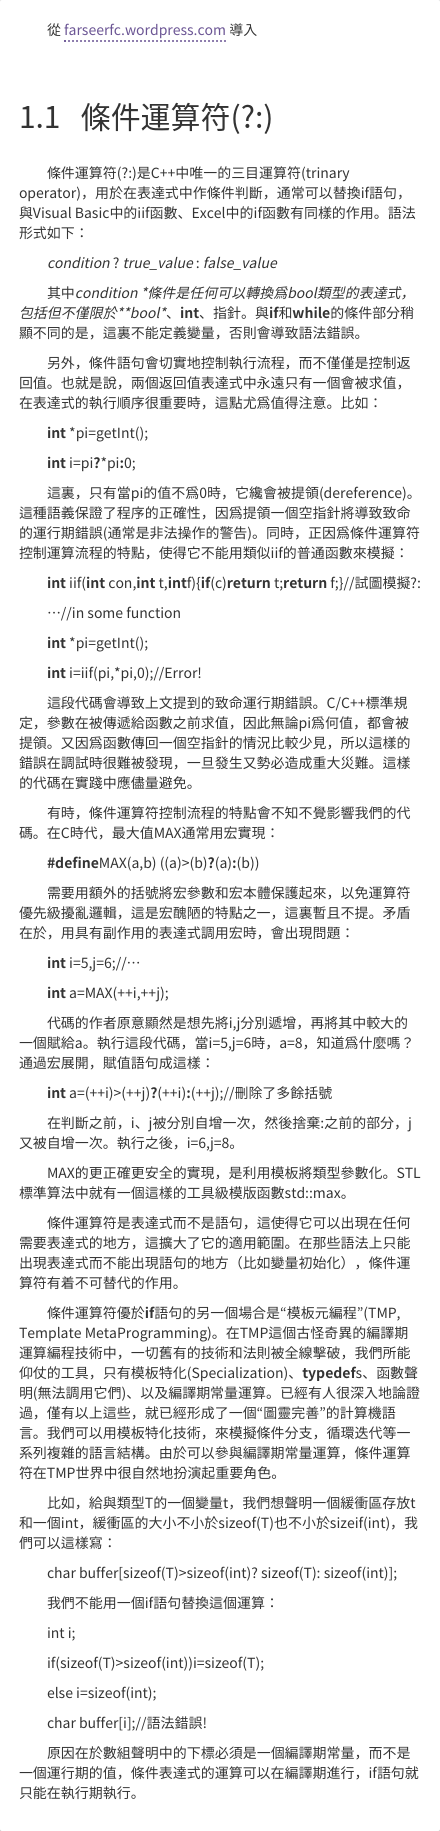 從 farseerfc.wordpress.com 導入
1.1 條件運算符(?:)
條件運算符(?:)是C++中唯一的三目運算符(trinary
operator)，用於在表達式中作條件判斷，通常可以替換if語句，
與Visual Basic中的iif函數、Excel中的if函數有同樣的作用。語法
形式如下：
condition ? true_value : false_value
其中condition *條件是任何可以轉換爲bool類型的表達式，
包括但不僅限於**bool*、int、指針。與if和while的條件部分稍
顯不同的是，這裏不能定義變量，否則會導致語法錯誤。
另外，條件語句會切實地控制執行流程，而不僅僅是控制返
回值。也就是說，兩個返回值表達式中永遠只有一個會被求值，
在表達式的執行順序很重要時，這點尤爲值得注意。比如：
int *pi=getInt();
int i=pi?*pi:0;
這裏，只有當pi的值不爲0時，它纔會被提領(dereference)。
這種語義保證了程序的正確性，因爲提領一個空指針將導致致命
的運行期錯誤(通常是非法操作的警告)。同時，正因爲條件運算符
控制運算流程的特點，使得它不能用類似iif的普通函數來模擬：
int iif(int con,int t,intf){if(c)return t;return f;}//試圖模擬?:
…//in some function
int *pi=getInt();
int i=iif(pi,*pi,0);//Error!
這段代碼會導致上文提到的致命運行期錯誤。C/C++標準規
定，參數在被傳遞給函數之前求值，因此無論pi爲何值，都會被
提領。又因爲函數傳回一個空指針的情況比較少見，所以這樣的
錯誤在調試時很難被發現，一旦發生又勢必造成重大災難。這樣
的代碼在實踐中應儘量避免。
有時，條件運算符控制流程的特點會不知不覺影響我們的代
碼。在C時代，最大值MAX通常用宏實現：
#defineMAX(a,b) ((a)>(b)?(a):(b))
需要用額外的括號將宏參數和宏本體保護起來，以免運算符
優先級擾亂邏輯，這是宏醜陋的特點之一，這裏暫且不提。矛盾
在於，用具有副作用的表達式調用宏時，會出現問題：
int i=5,j=6;//…
int a=MAX(++i,++j);
代碼的作者原意顯然是想先將i,j分別遞增，再將其中較大的
一個賦給a。執行這段代碼，當i=5,j=6時，a=8，知道爲什麼嗎？
通過宏展開，賦值語句成這樣：
int a=(++i)>(++j)?(++i):(++j);//刪除了多餘括號
在判斷之前，i、j被分別自增一次，然後捨棄:之前的部分，j
又被自增一次。執行之後，i=6,j=8。
MAX的更正確更安全的實現，是利用模板將類型參數化。STL
標準算法中就有一個這樣的工具級模版函數std::max。
條件運算符是表達式而不是語句，這使得它可以出現在任何
需要表達式的地方，這擴大了它的適用範圍。在那些語法上只能
出現表達式而不能出現語句的地方（比如變量初始化），條件運
算符有着不可替代的作用。
條件運算符優於if語句的另一個場合是“模板元編程”(TMP,
Template MetaProgramming)。在TMP這個古怪奇異的編譯期
運算編程技術中，一切舊有的技術和法則被全線擊破，我們所能
仰仗的工具，只有模板特化(Specialization)、typedefs、函數聲
明(無法調用它們)、以及編譯期常量運算。已經有人很深入地論證
過，僅有以上這些，就已經形成了一個“圖靈完善”的計算機語
言。我們可以用模板特化技術，來模擬條件分支，循環迭代等一
系列複雜的語言結構。由於可以參與編譯期常量運算，條件運算
符在TMP世界中很自然地扮演起重要角色。
比如，給與類型T的一個變量t，我們想聲明一個緩衝區存放t
和一個int，緩衝區的大小不小於sizeof(T)也不小於sizeif(int)，我
們可以這樣寫：
char buffer[sizeof(T)>sizeof(int)? sizeof(T): sizeof(int)];
我們不能用一個if語句替換這個運算：
int i;
if(sizeof(T)>sizeof(int))i=sizeof(T);
else i=sizeof(int);
char buffer[i];//語法錯誤!
原因在於數組聲明中的下標必須是一個編譯期常量，而不是
一個運行期的值，條件表達式的運算可以在編譯期進行，if語句就
只能在執行期執行。